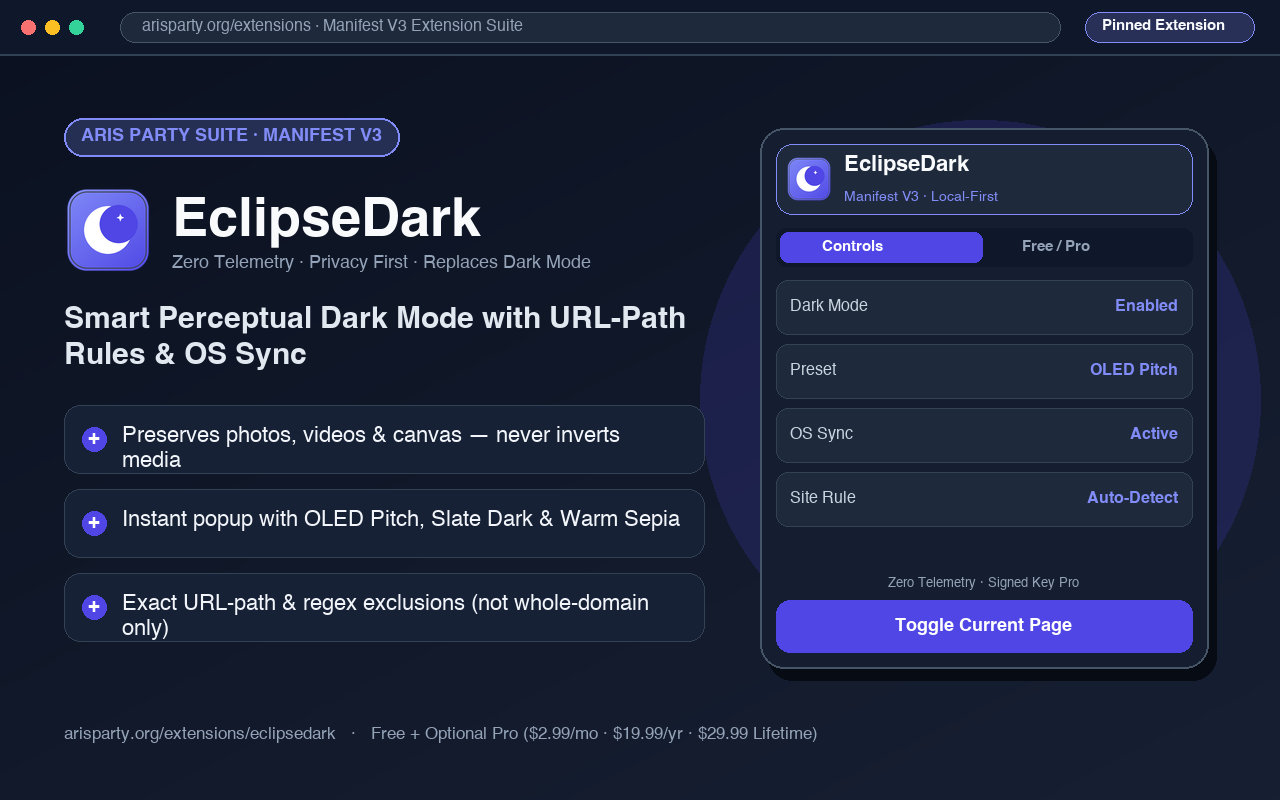 arisparty.org/extensions · Manifest V3 Extension Suite
Pinned Extension
ARIS PARTY SUITE · MANIFEST V3
EclipseDark
Zero Telemetry · Privacy First · Replaces Dark Mode
Smart Perceptual Dark Mode with URL-Path
Rules & OS Sync
+ Preserves photos, videos & canvas — never inverts
media
+ Instant popup with OLED Pitch, Slate Dark & Warm Sepia
+ Exact URL-path & regex exclusions (not whole-domain
only)
EclipseDark
Manifest V3 · Local-First
Controls
Free / Pro
Dark Mode Enabled
Preset OLED Pitch
OS Sync Active
Site Rule Auto-Detect
Zero Telemetry · Signed Key Pro
Toggle Current Page
arisparty.org/extensions/eclipsedark · Free + Optional Pro ($2.99/mo · $19.99/yr · $29.99 Lifetime)